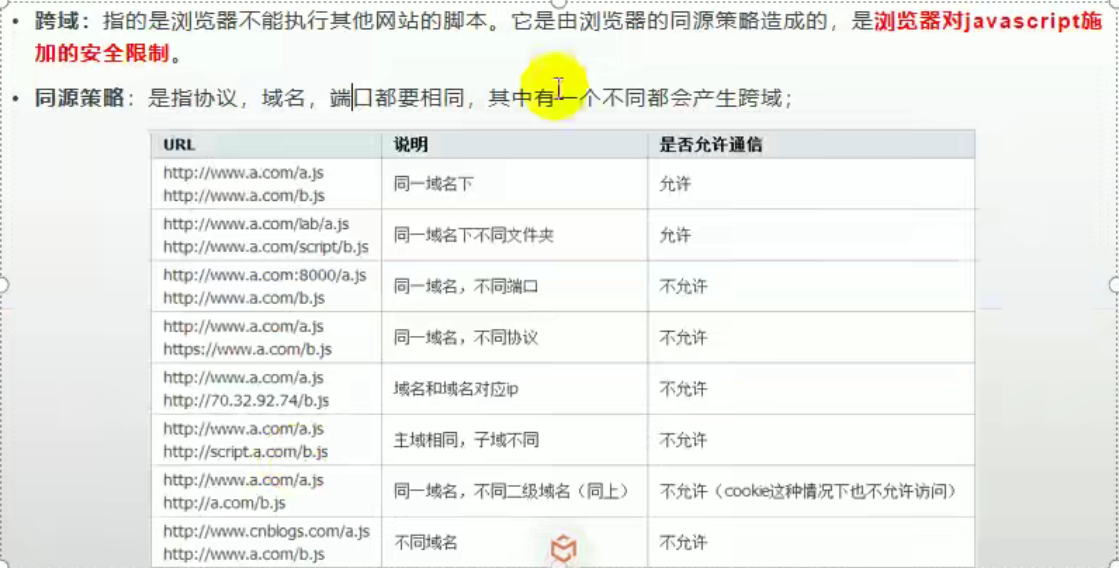 • 跨域：指的是浏览器不能执行其他网站的脚本。它是由浏览器的同源策略造成的，是浏览器对javascript施
加的安全限制。
• 同源策略：是指协议，域名，端口都要相同，其中有一个不同都会产生跨域；
URL 说明 是否允许通信
http://www.a.com/a.js
http://www.a.com/b.js
同一域名下 允许
http://www.a.com/lab/a.js
http://www.a.com/script/b.js
同一域名下不同文件夹 允许
http://www.a.com:8000/a.js
http://www.a.com/b.js
同一域名，不同端口 不允许
http://www.a.com/a.js
https://www.a.com/b.js
同一域名，不同协议 不允许
http://www.a.com/a.js
http://70.32.92.74/b.js
域名和域名对应ip 不允许
http://www.a.com/a.js
http://script.a.com/b.js
主域相同，子域不同 不允许
http://www.a.com/a.js
http://a.com/b.js
同一域名，不同二级域名（同上） 不允许（cookie这种情况下也不允许访问）
http://www.cnblogs.com/a.js
http://www.a.com/b.js
不同域名 不允许